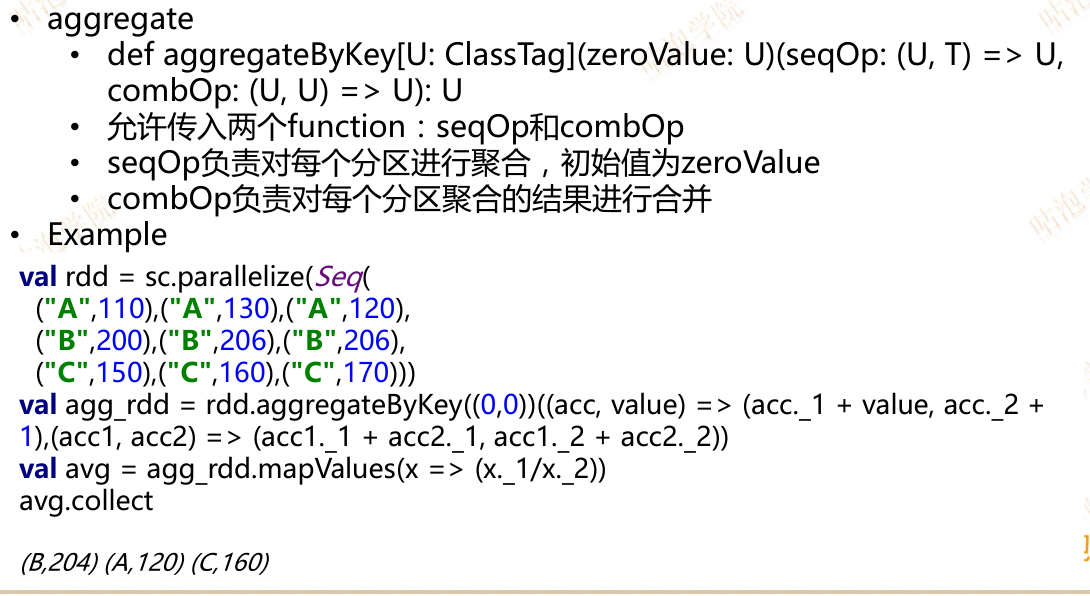 • aggregate
• def aggregateByKey[U: ClassTag](zeroValue: U)(seqOp: (U, T) => U,
combOp: (U, U) => U): U
• 允许传入两个function：seqOp和combOp
• seqOp负责对每个分区进行聚合，初始值为zeroValue
• combOp负责对每个分区聚合的结果进行合并
• Example
val rdd = sc.parallelize(Seq(
("A",110),("A",130),("A",120),
("B",200),("B",206),("B",206),
("C",150),("C",160),("C",170)))
val agg_rdd = rdd.aggregateByKey((0,0))((acc, value) => (acc._1 + value, acc._2 +
1),(acc1, acc2) => (acc1._1 + acc2._1, acc1._2 + acc2._2))
val avg = agg_rdd.mapValues(x => (x._1/x._2))
avg.collect
(B,204) (A,120) (C,160)
咕泡学院